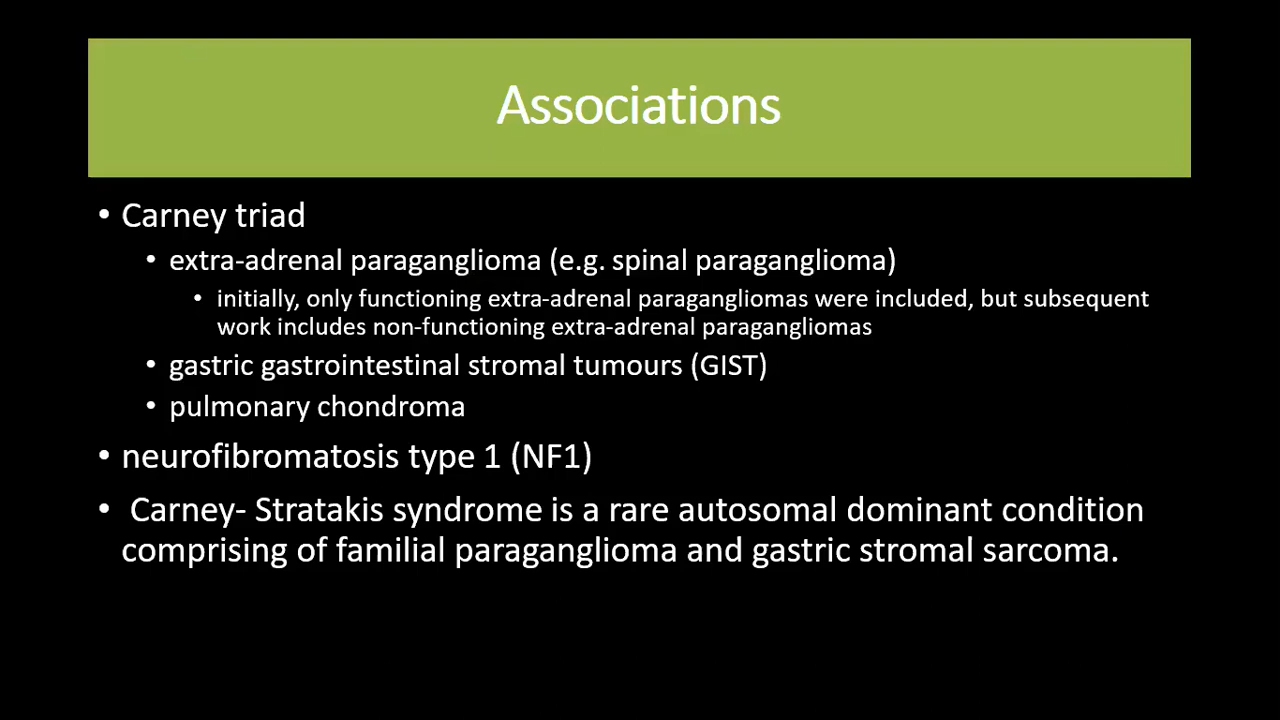 Associations
• Carney triad
• extra-adrenal paraganglioma (e.g. spinal paraganglioma)
• initially, only functioning extra-adrenal paragangliomas were included, but subsequent
work includes non-functioning extra-adrenal paragangliomas
• gastric gastrointestinal stromal tumours (GIST)
• pulmonary chondroma
• neurofibromatosis type 1 (NF1)
• Carney- Stratakis syndrome is a rare autosomal dominant condition
comprising of familial paraganglioma and gastric stromal sarcoma.